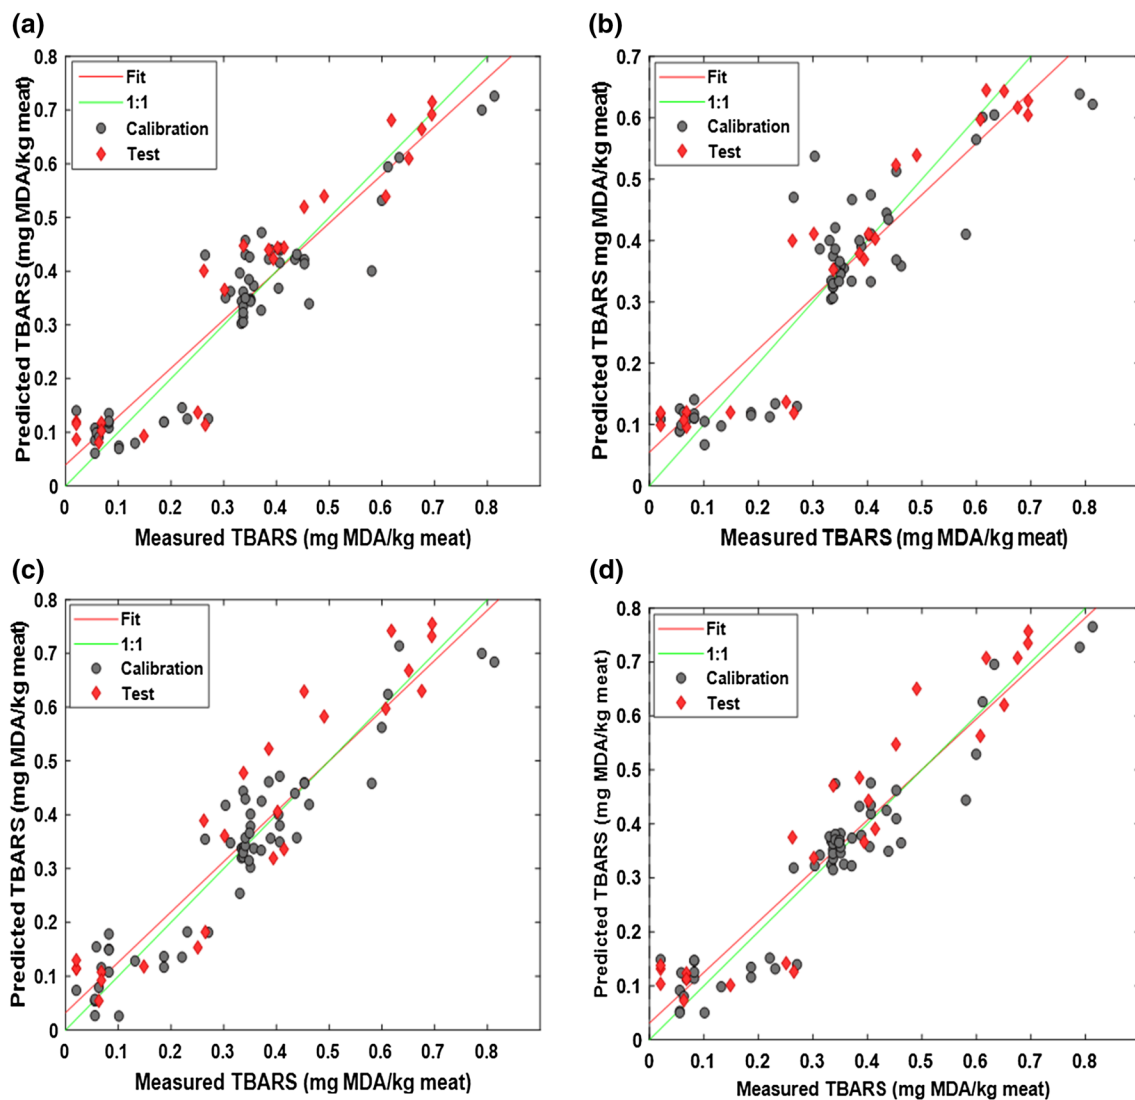 (a)
0.8
0.7
0.6
0.5
0.4
0.3
0.2
0.1
0
Predicted TBARS (mg MDA/kg meat)
Fit
1:1
Calibration
Test
0 0.1 0.2 0.3 0.4 0.5 0.6 0.7 0.8
Measured TBARS (mg MDA/kg meat)
(b)
0.7
0.6
0.5
0.4
0.3
0.2
0.1
0
Predicted TBARS mg MDA/kg meat)
Fit
1:1
Calibration
Test
0 0.1 0.2 0.3 0.4 0.5 0.6 0.7 0.8
Measured TBARS (mg MDA/kg meat)
(c)
0.8
0.7
0.6
0.5
0.4
0.3
0.2
0.1
0
Predicted TBARS (mg MDA/kg meat)
Fit
1:1
Calibration
Test
0 0.1 0.2 0.3 0.4 0.5 0.6 0.7 0.8
Measured TBARS (mg MDA/kg meat)
(d)
0.8
0.7
0.6
0.5
0.4
0.3
0.2
0.1
0
Predicted TBARS (mg MDA/kg meat)
Fit
1:1
Calibration
Test
0 0.1 0.2 0.3 0.4 0.5 0.6 0.7 0.8
Measured TBARS (mg MDA/kg meat)